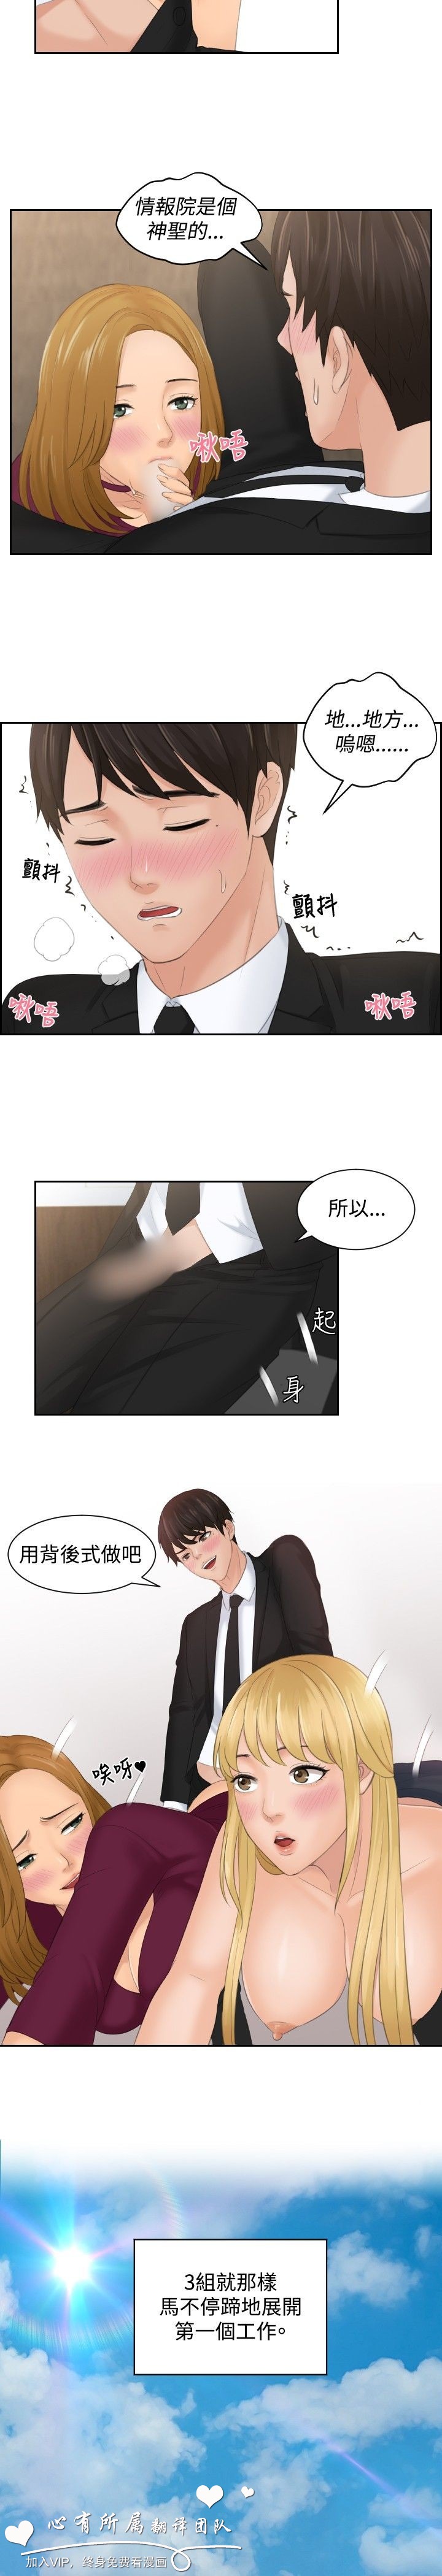 情報院是個
神聖的...
啾唔
地...地方...
嗚嗯......
顫抖
顫抖
啾唔
啾唔
所以...
起
身
用背後式做吧
唉呀♥
3組就那樣
馬不停蹄地展開
第一個工作。
心有所属翻译团队
加入VIP，终身免费看漫画